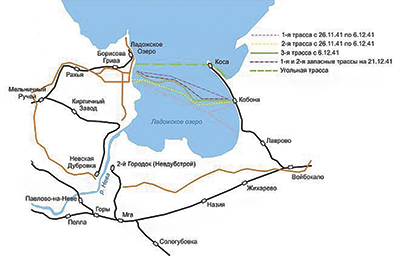 Ладожское
Озеро
Борисова
Грива
Рахья
Мельничный
Ручей
Кирпичный
Завод
Невская
Дубровка
2-й Городок (Невдубстрой)
р. Нева
Павлово-на-Неве
Пелла
Горы
Мга
Сологубовка
Назия
Жихарево
Войбокало
Лаврово
Кобона
Коса
Ладожское озеро
1-я трасса с 26.11.41 по 6.12.41
2-я трасса с 26.11.41 по 6.12.41
3-я трасса с 6.12.41
1-я и 2-я запасные трассы на 21.12.41
Угольная трасса